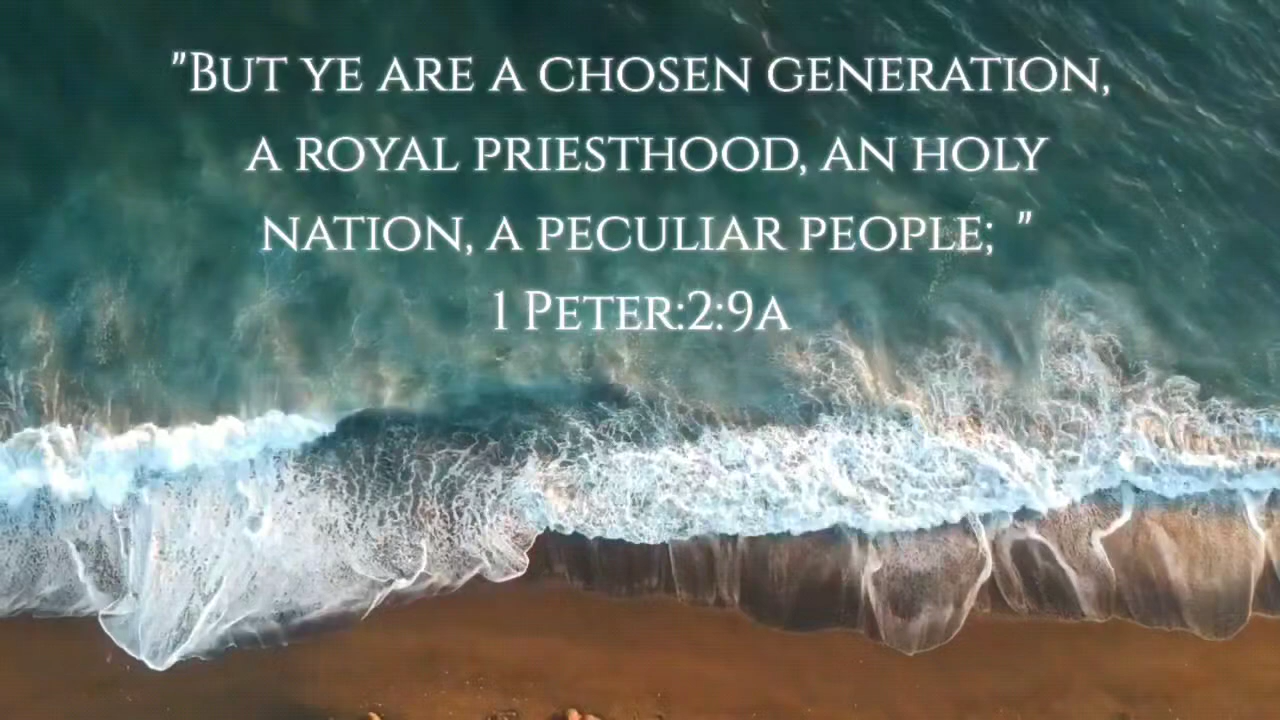 "But ye are a chosen generation,
a royal priesthood, an holy
nation, a peculiar people; "
1 Peter:2:9a